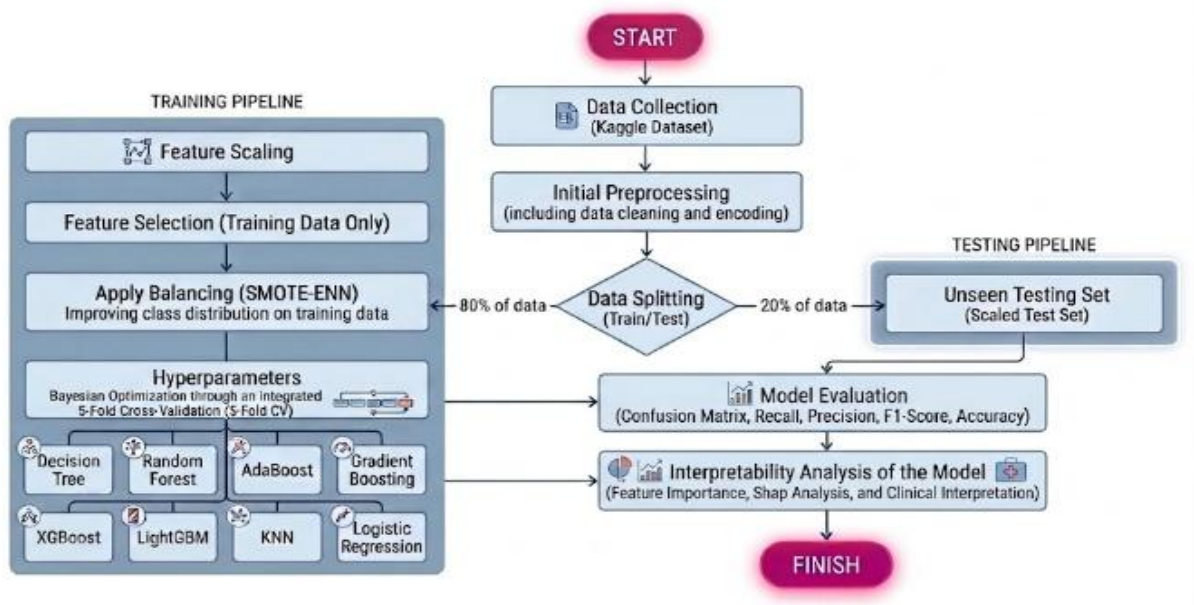 START
Data Collection
(Kaggle Dataset)
Initial Preprocessing
(including data cleaning and encoding)
Data Splitting
(Train/Test)
80% of data
20% of data
TRAINING PIPELINE
Feature Scaling
Feature Selection (Training Data Only)
Apply Balancing (SMOTE-ENN)
Improving class distribution on training data
Hyperparameters
Bayesian Optimization through an integrated
5-Fold Cross-Validation (5-Fold CV)
Decision
Tree
Random
Forest
AdaBoost
Gradient
Boosting
XGBoost
LightGBM
KNN
Logistic
Regression
TESTING PIPELINE
Unseen Testing Set
(Scaled Test Set)
Model Evaluation
(Confusion Matrix, Recall, Precision, F1-Score, Accuracy)
Interpretability Analysis of the Model
(Feature Importance, Shap Analysis, and Clinical Interpretation)
FINISH